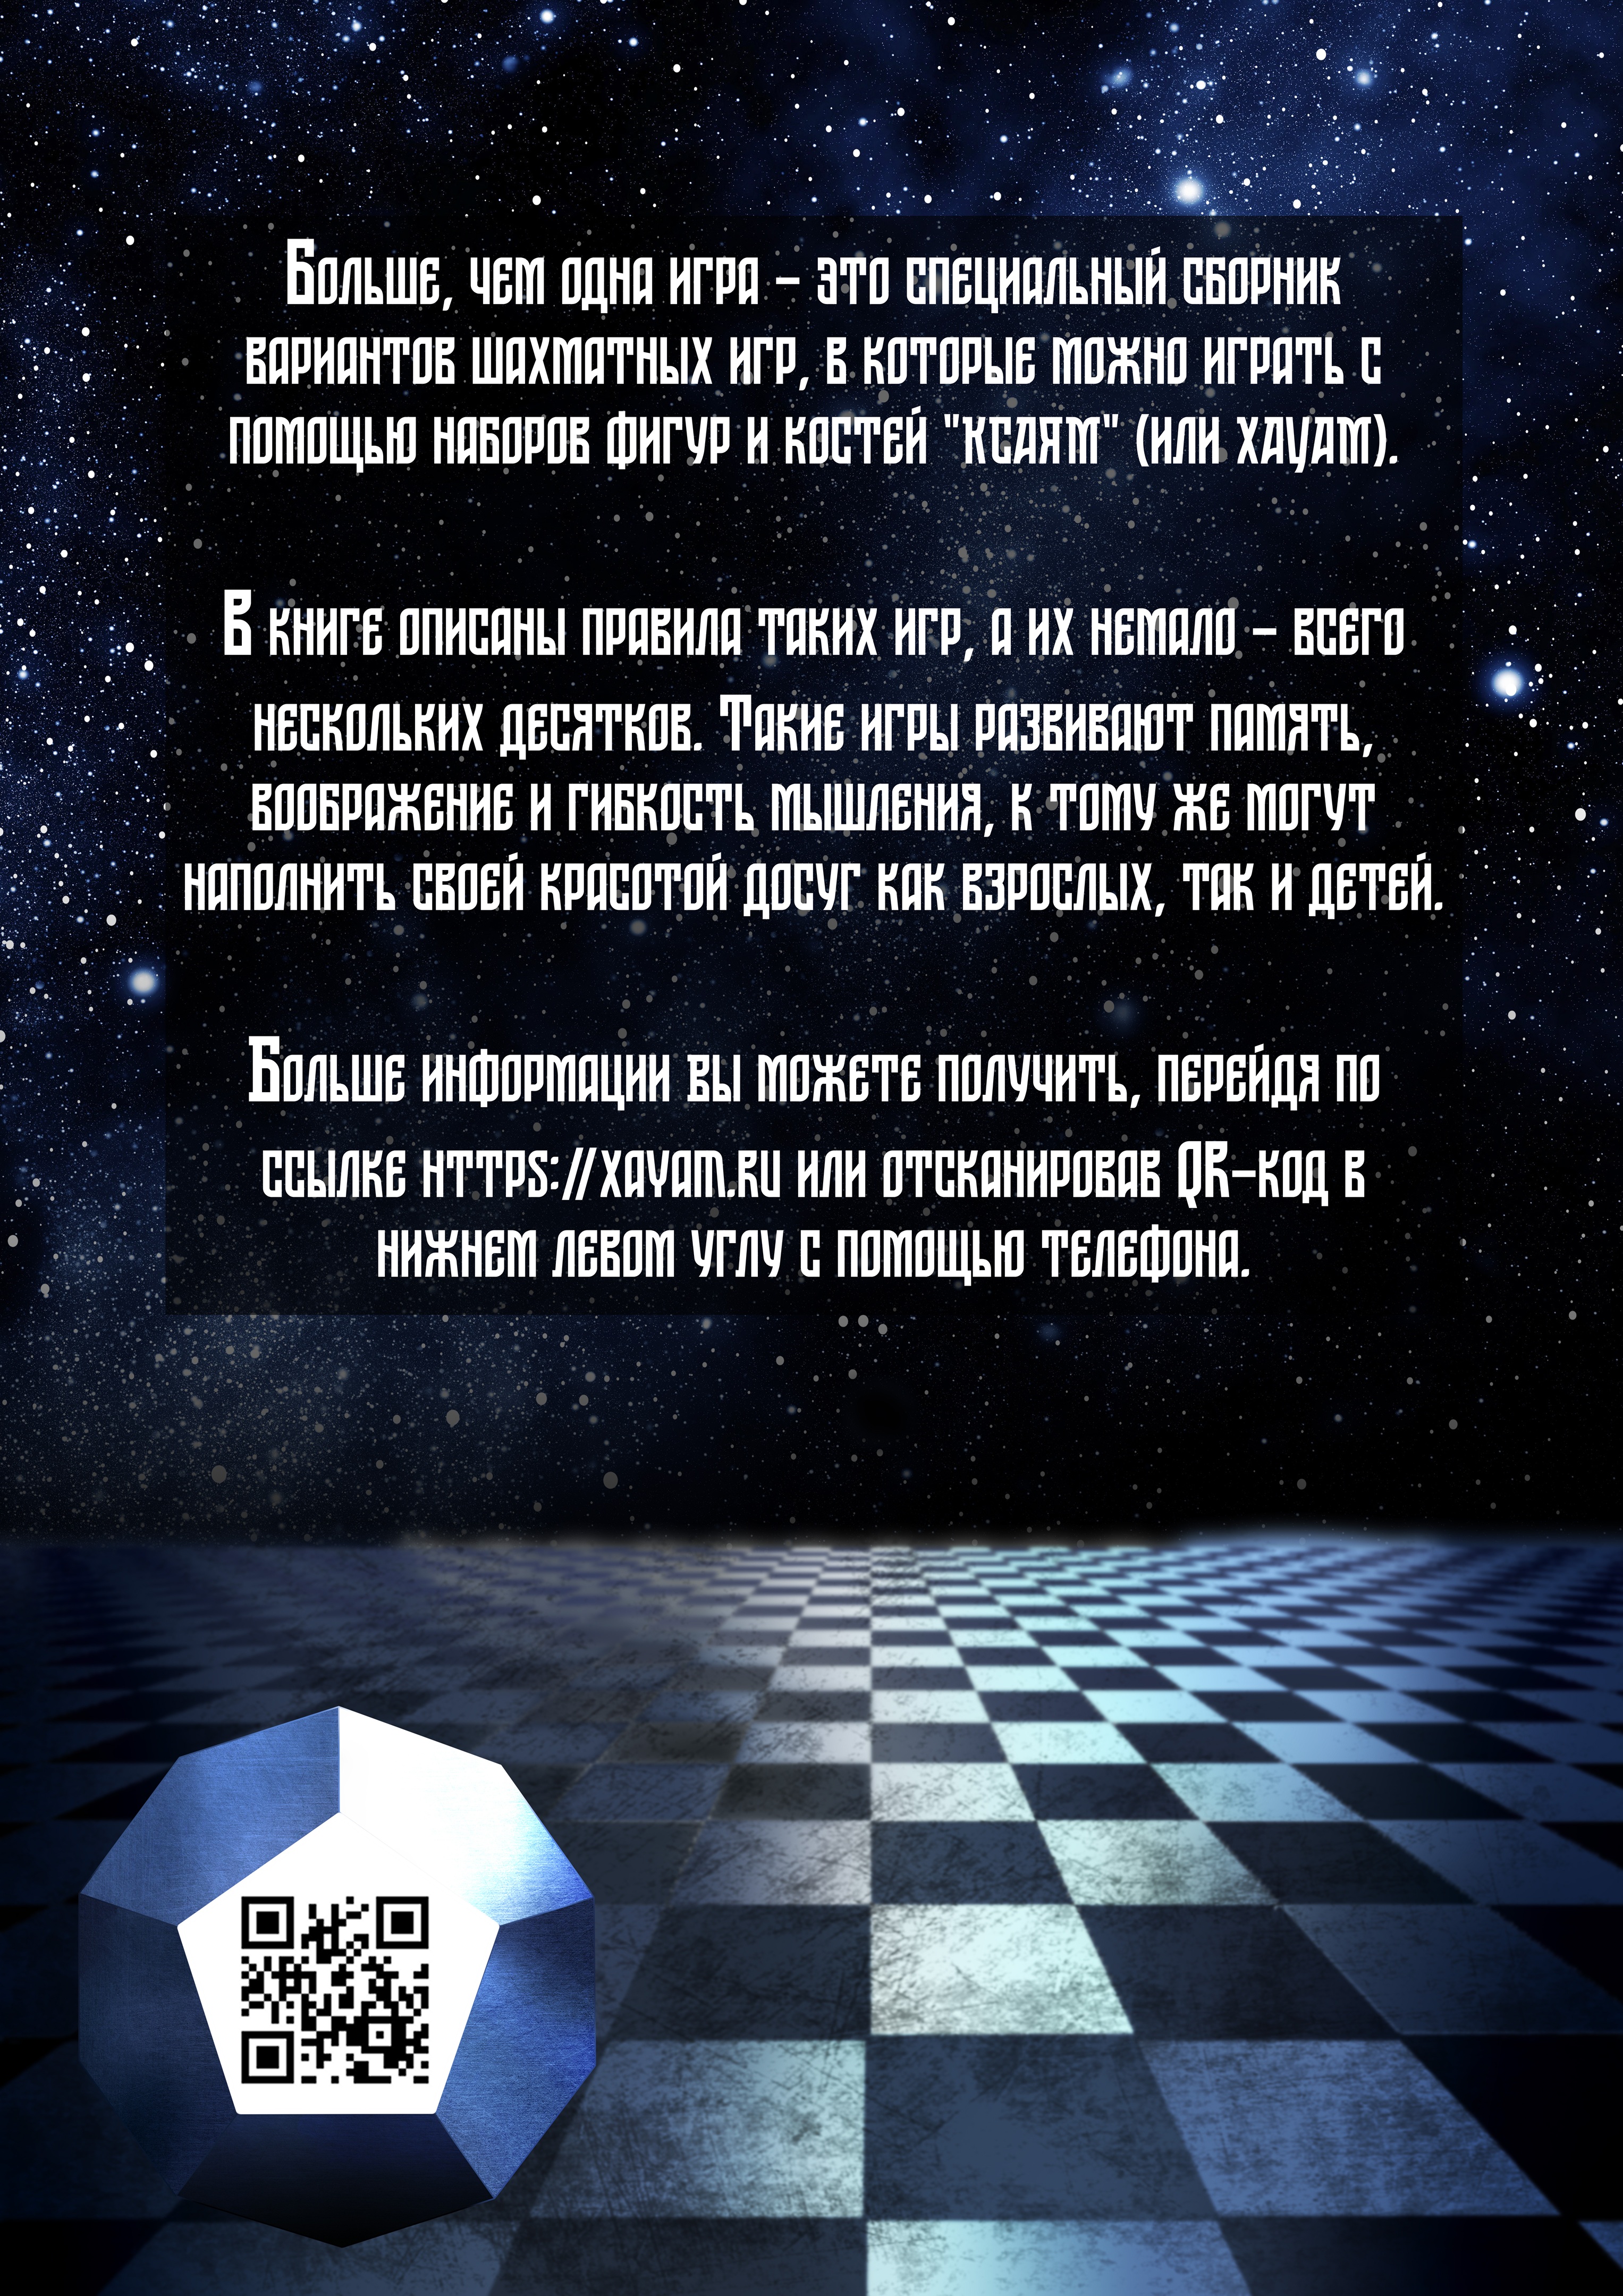 Больше, чем одна игра – это специальный сборник
вариантов шахматных игр, в которые можно играть с
помощью наборов фигур и костей "КСАЯМ" (или ХАУАМ).
В книге описаны правила таких игр, а их немало – всего
нескольких десятков. Такие игры развивают память,
воображение и гибкость мышления, к тому же могут
наполнить своей красотой досуг как взрослых, так и детей.
Больше информации вы можете получить, перейдя по
ссылке https://xayam.ru или отсканировав QR-код в
нижнем левом углу с помощью телефона.